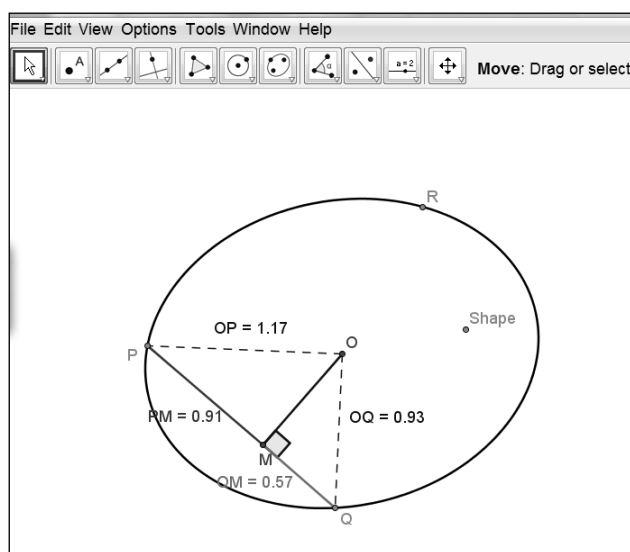 File Edit View Options Tools Window Help
A
α
a=2
Move: Drag or select
R
Shape
O
OP = 1.17
P
PM = 0.91
OQ = 0.93
M
QM = 0.57
Q